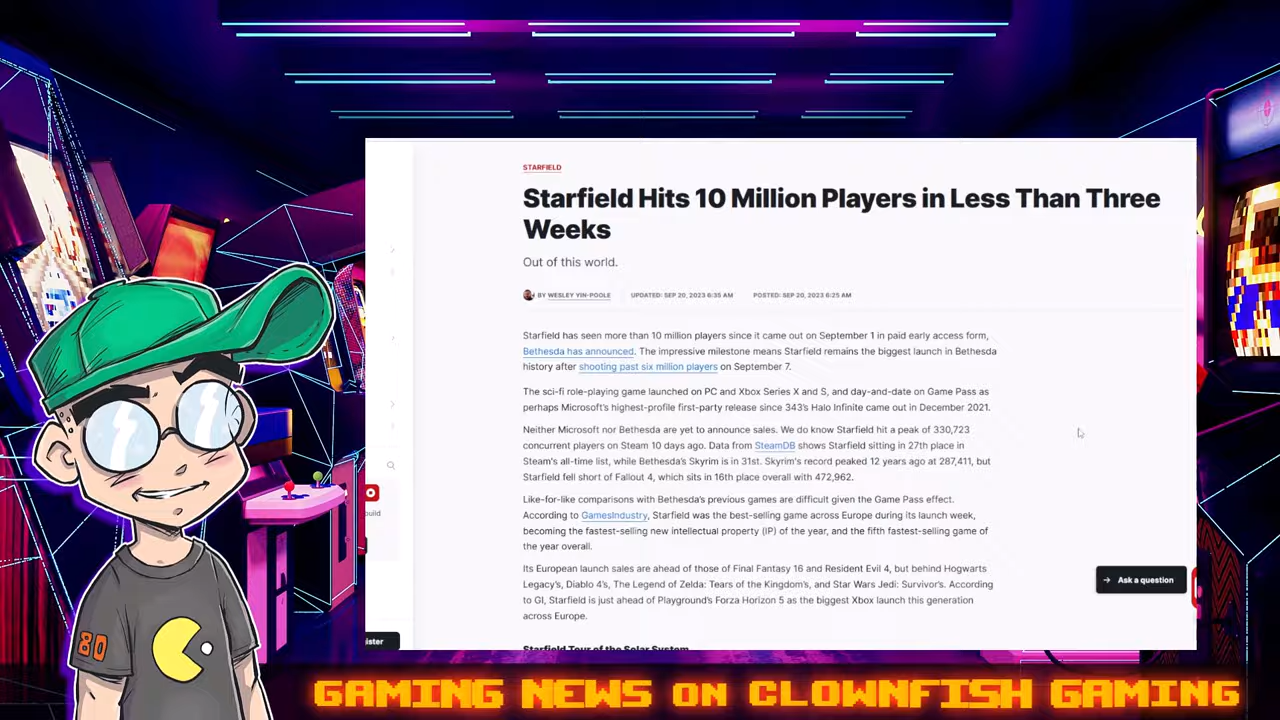 STARFIELD
Starfield Hits 10 Million Players in Less Than Three
Weeks
Out of this world.
BY WESLEY YIN-POOLE UPDATED: SEP 20, 2023 6:35 AM POSTED: SEP 20, 2023 6:25 AM
Starfield has seen more than 10 million players since it came out on September 1 in paid early access form,
Bethesda has announced. The impressive milestone means Starfield remains the biggest launch in Bethesda
history after shooting past six million players on September 7.
The sci-fi role-playing game launched on PC and Xbox Series X and S, and day-and-date on Game Pass as
perhaps Microsoft's highest-profile first-party release since 343's Halo Infinite came out in December 2021.
Neither Microsoft nor Bethesda are yet to announce sales. We do know Starfield hit a peak of 330,723
concurrent players on Steam 10 days ago. Data from SteamDB shows Starfield sitting in 27th place in
Steam's all-time list, while Bethesda's Skyrim is in 31st. Skyrim's record peaked 12 years ago at 287,411, but
Starfield fell short of Fallout 4, which sits in 16th place overall with 472,962.
Like-for-like comparisons with Bethesda's previous games are difficult given the Game Pass effect.
According to GamesIndustry, Starfield was the best-selling game across Europe during its launch week,
becoming the fastest-selling new intellectual property (IP) of the year, and the fifth fastest-selling game of
the year overall.
Its European launch sales are ahead of those of Final Fantasy 16 and Resident Evil 4, but behind Hogwarts
Legacy's, Diablo 4's, The Legend of Zelda: Tears of the Kingdom's, and Star Wars Jedi: Survivor's. According
to GI, Starfield is just ahead of Playground's Forza Horizon 5 as the biggest Xbox launch this generation
across Europe.
Starfield Tour of the Solar System
uild
ister
→ Ask a question
80
GAMING NEWS ON CLOWNFISH GAMING